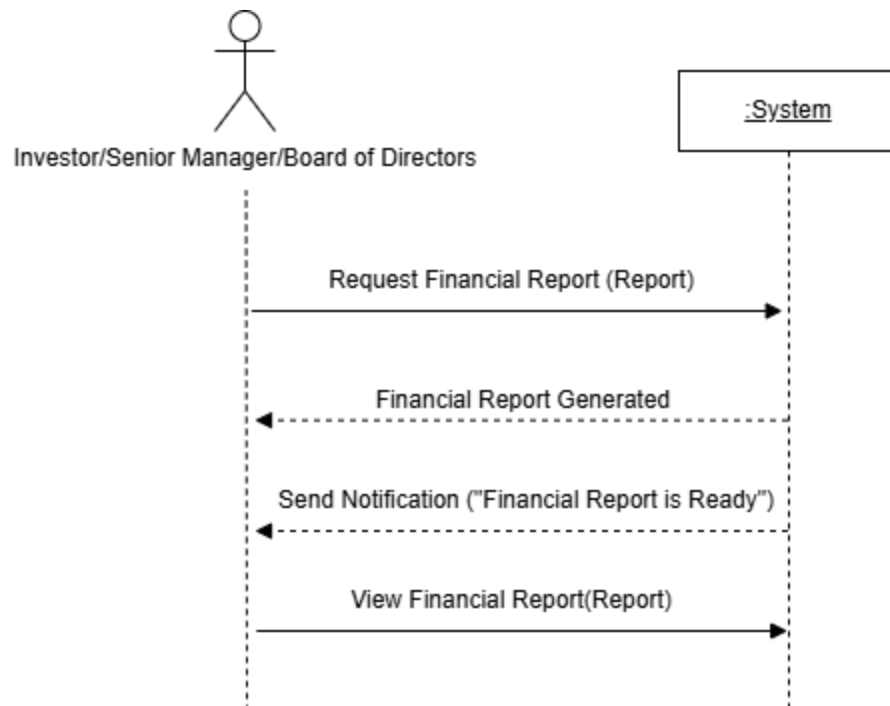 :System
Investor/Senior Manager/Board of Directors
Request Financial Report (Report)
Financial Report Generated
Send Notification ("Financial Report is Ready")
View Financial Report(Report)